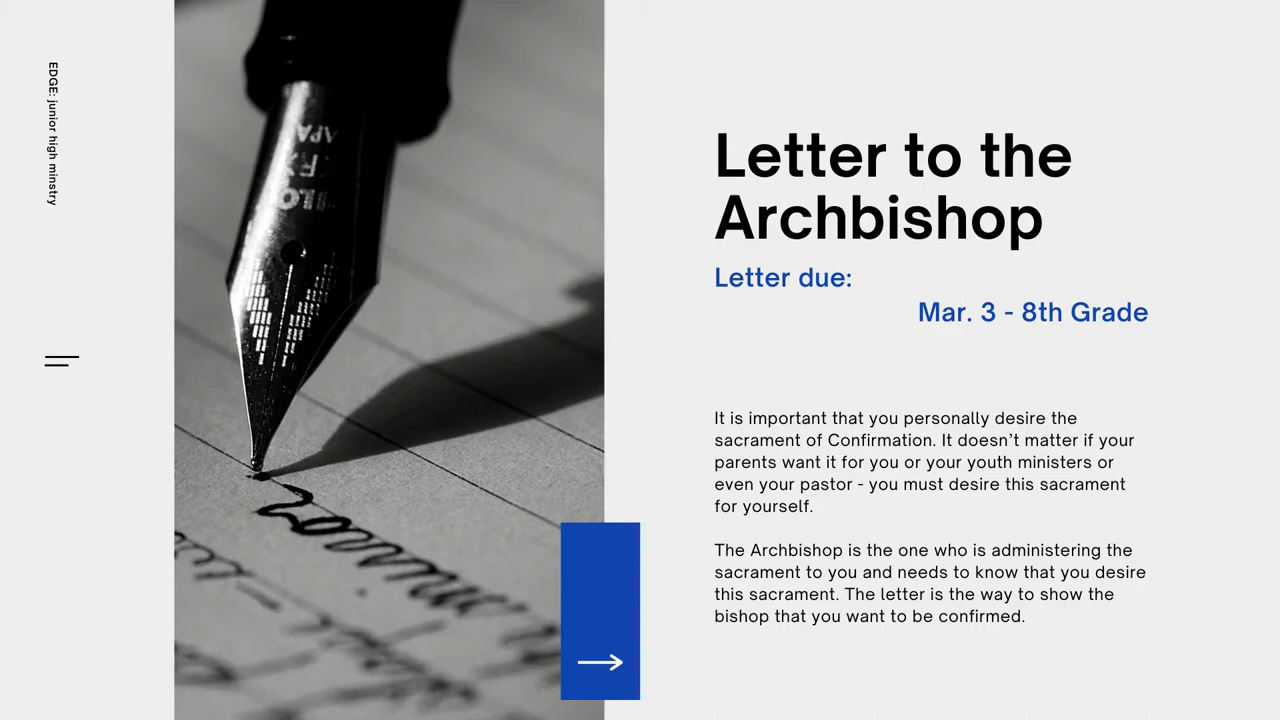 EDGE: junior high minstry
Letter to the
Archbishop
Letter due:
Mar. 3 - 8th Grade
It is important that you personally desire the
sacrament of Confirmation. It doesn’t matter if your
parents want it for you or your youth ministers or
even your pastor - you must desire this sacrament
for yourself.
The Archbishop is the one who is administering the
sacrament to you and needs to know that you desire
this sacrament. The letter is the way to show the
bishop that you want to be confirmed.